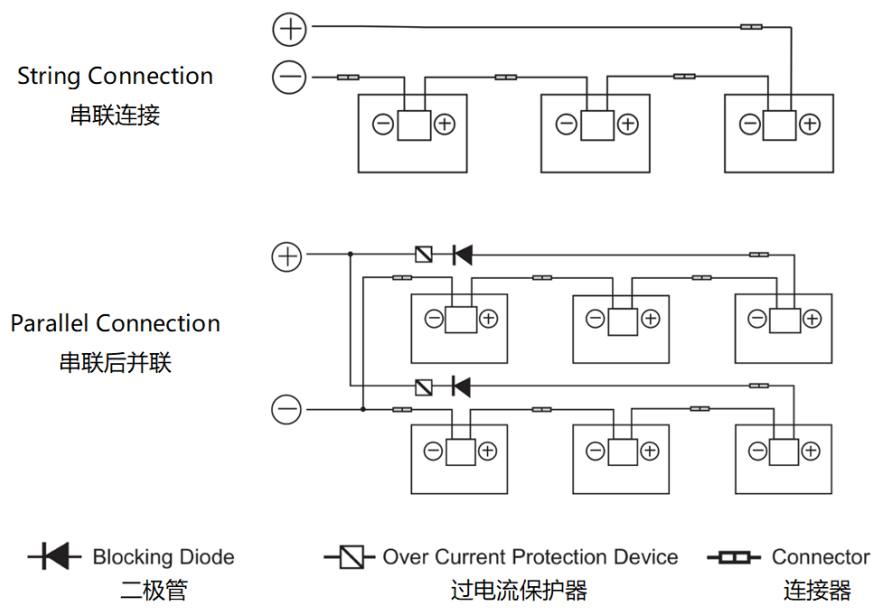 String Connection
串联连接
Parallel Connection
串联后并联
Blocking Diode
二极管
Over Current Protection Device
过电流保护器
Connector
连接器